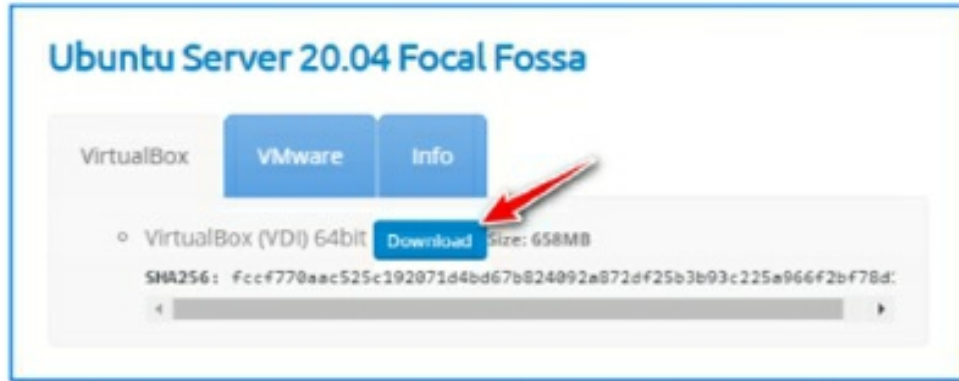 Ubuntu Server 20.04 Focal Fossa
VirtualBox VMware Info
VirtualBox (VDI) 64bit Download Size: 658MB
SHA256: fccf770aac525c192071d4bd67b824092a872df25b3b93c225a966f2bf78d